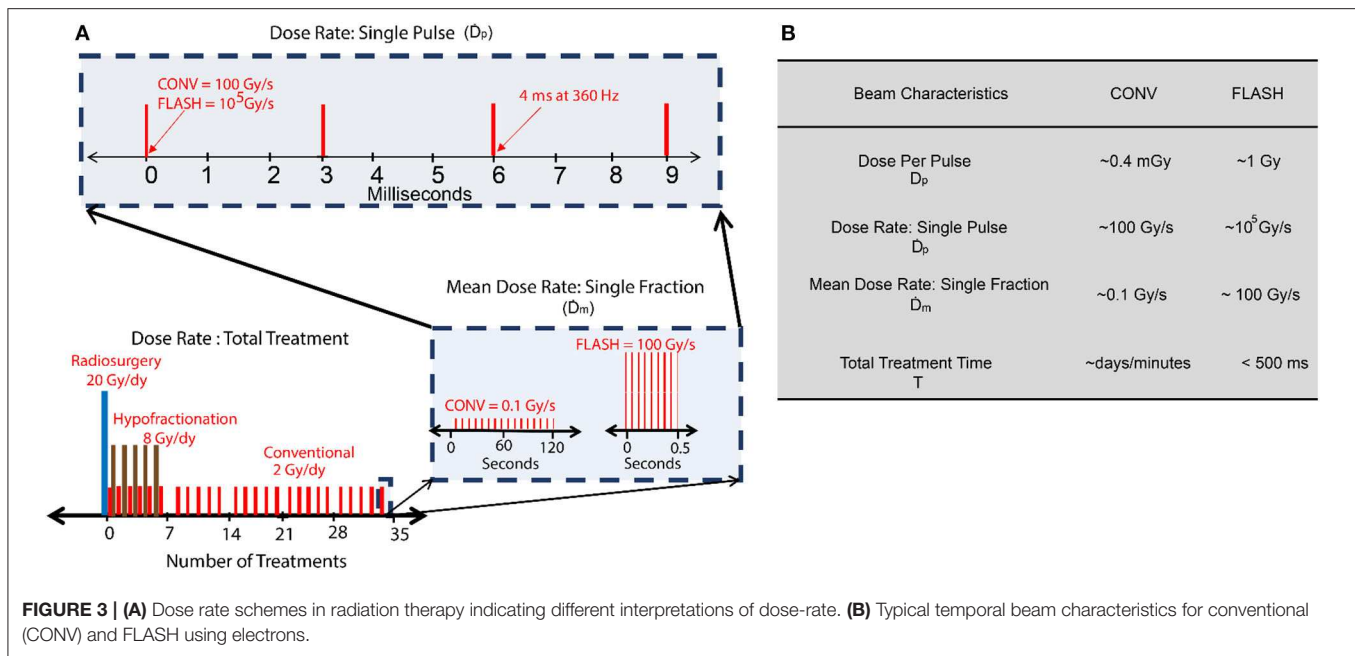 A
Dose Rate: Single Pulse (Ḋp)
CONV = 100 Gy/s
FLASH = 10⁵Gy/s
4 ms at 360 Hz
0 1 2 3 4 5 6 7 8 9
Milliseconds
Mean Dose Rate: Single Fraction
(Ḋm)
FLASH = 100 Gy/s
CONV = 0.1 Gy/s
0 60 120
Seconds
0 0.5
Seconds
Dose Rate : Total Treatment
Radiosurgery
20 Gy/dy
Hypofractionation
8 Gy/dy
Conventional
2 Gy/dy
0 7 14 21 28 35
Number of Treatments
B
Beam Characteristics CONV FLASH
Dose Per Pulse ~0.4 mGy ~1 Gy
Dp
Dose Rate: Single Pulse ~100 Gy/s ~10⁵Gy/s
Ḋp
Mean Dose Rate: Single Fraction ~0.1 Gy/s ~ 100 Gy/s
Ḋm
Total Treatment Time ~days/minutes < 500 ms
T
FIGURE 3 | (A) Dose rate schemes in radiation therapy indicating different interpretations of dose-rate. (B) Typical temporal beam characteristics for conventional
(CONV) and FLASH using electrons.